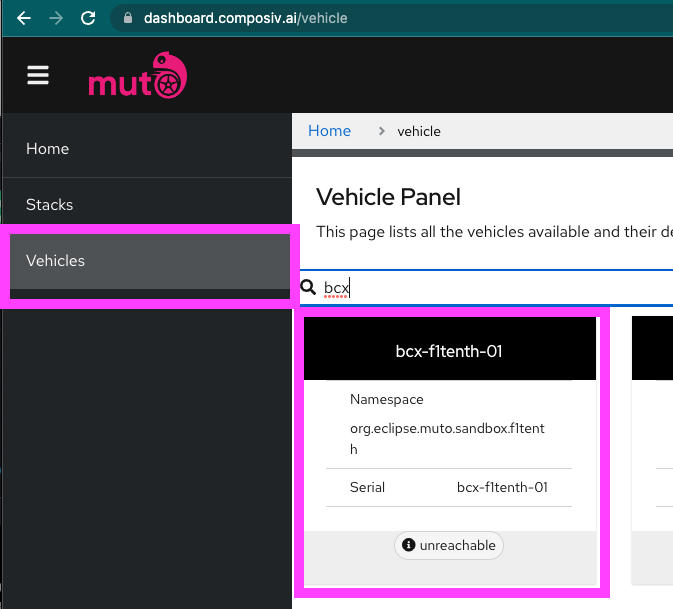 dashboard.composiv.ai/vehicle
muto
Home
Stacks
Vehicles
Home > vehicle
Vehicle Panel
This page lists all the vehicles available and their de
bcx
bcx-f1tenth-01
Namespace
org.eclipse.muto.sandbox.f1tent
h
Serial bcx-f1tenth-01
unreachable